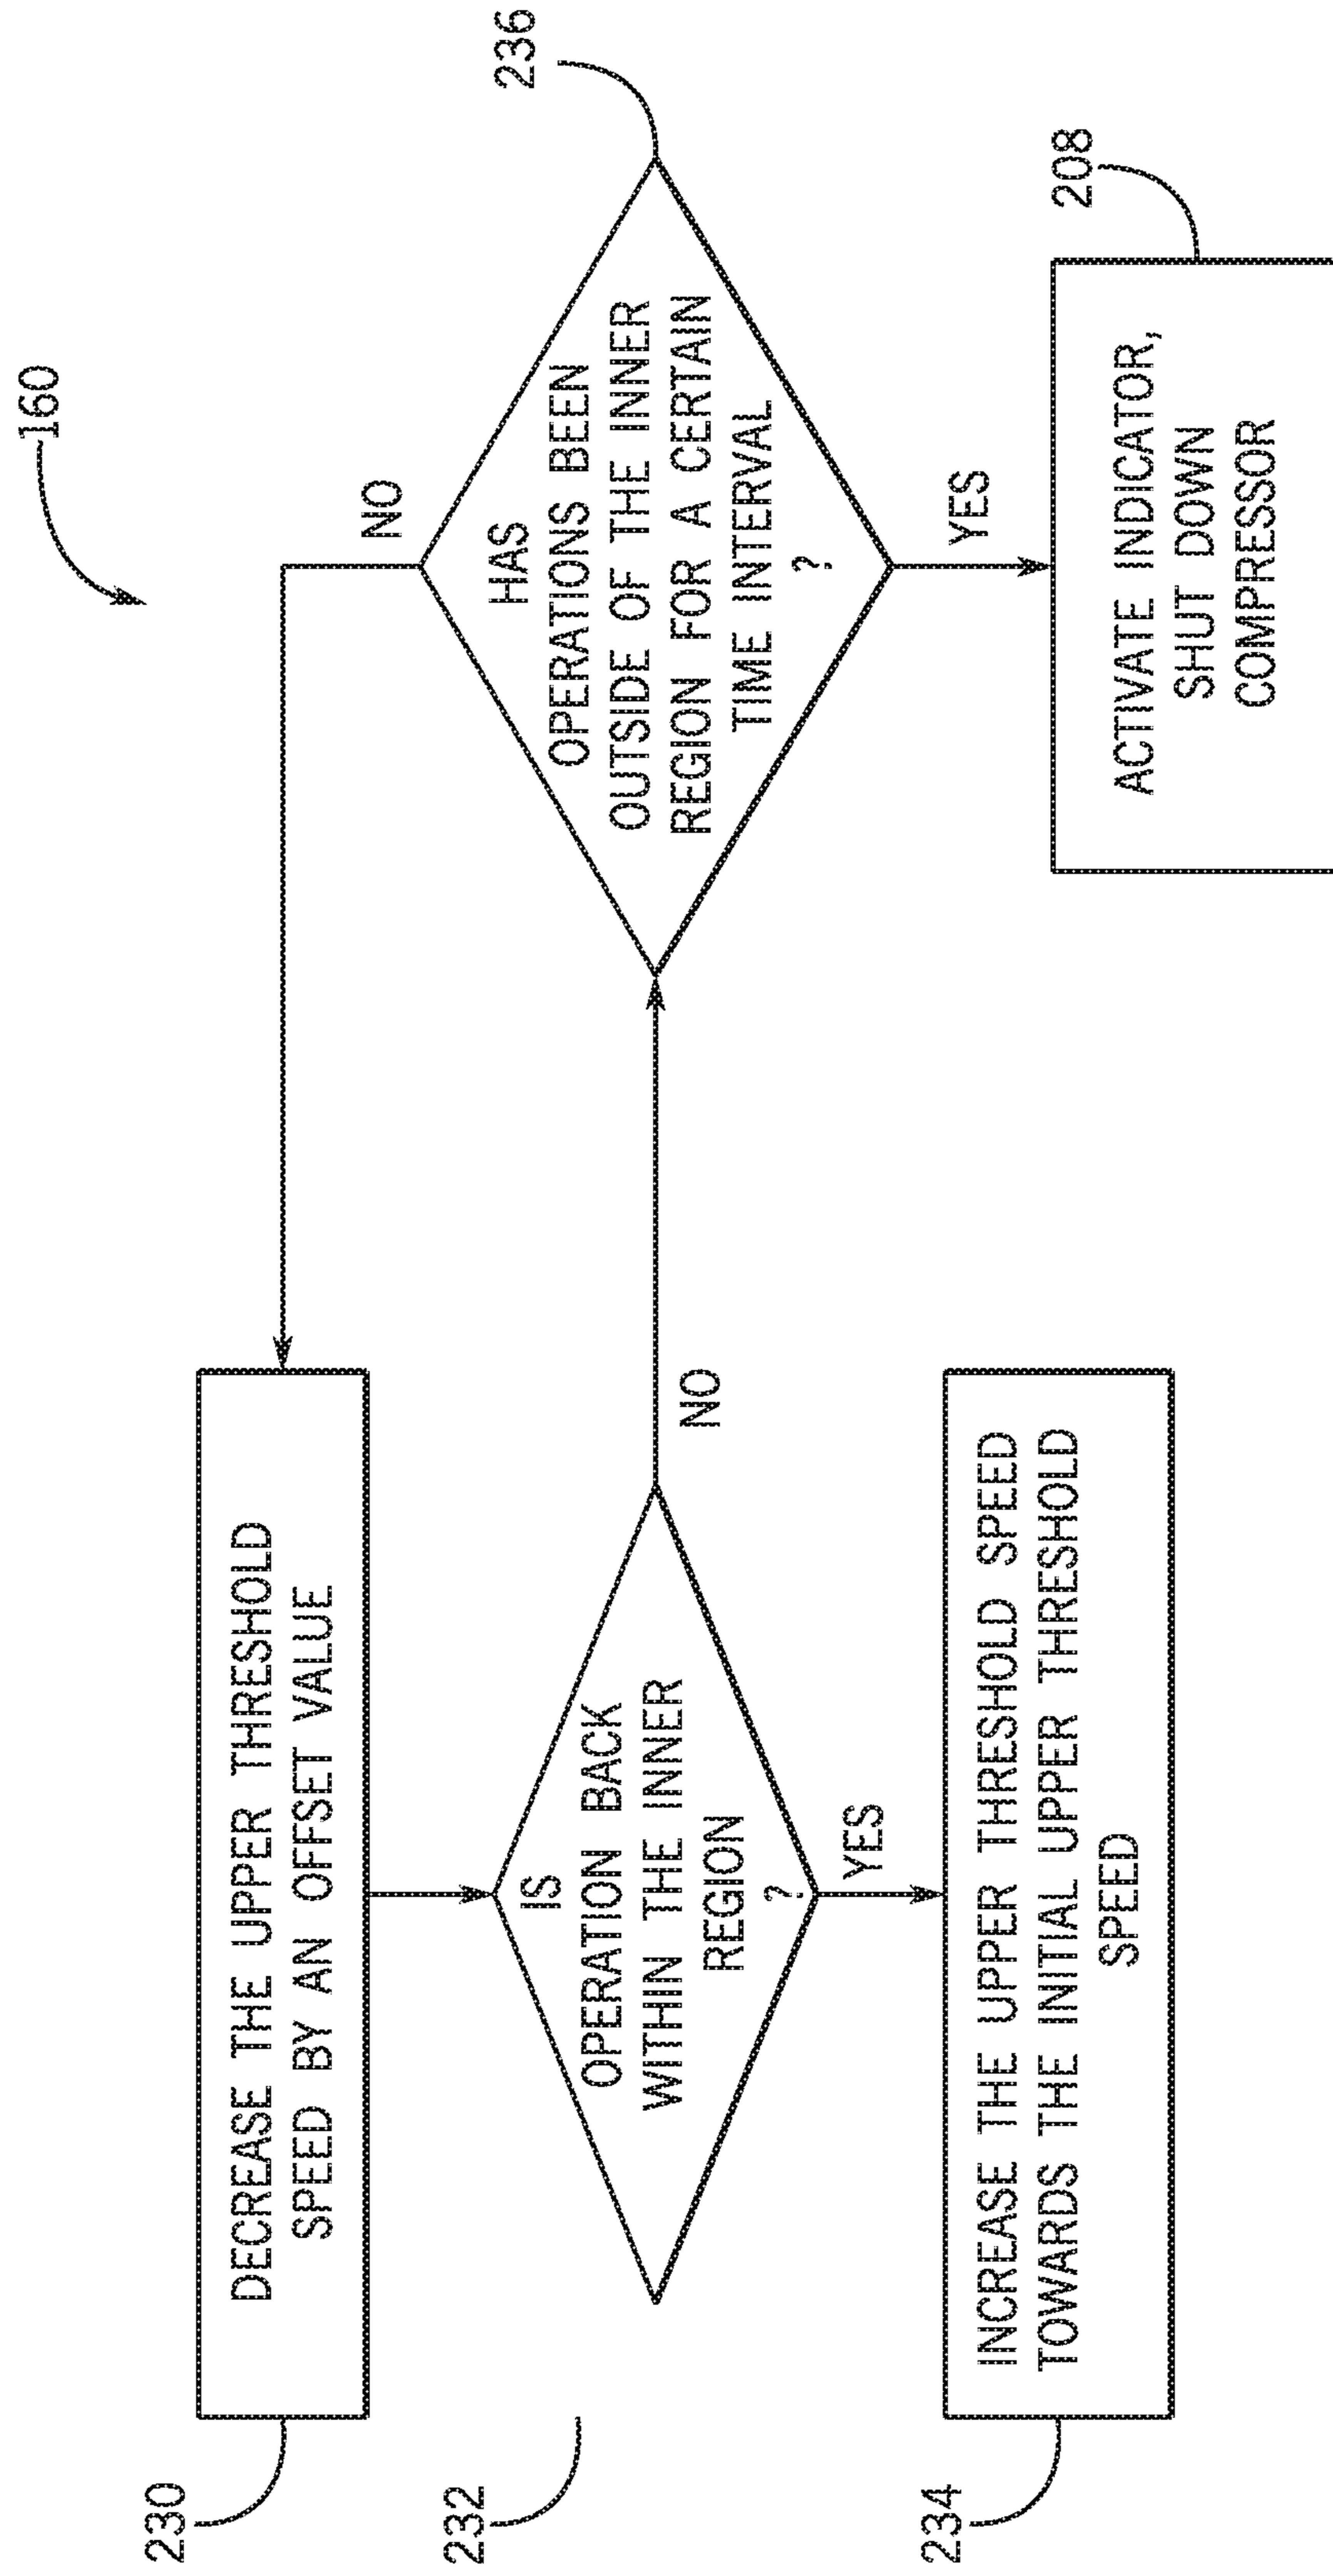 160
230
DECREASE THE UPPER THRESHOLD
SPEED BY AN OFFSET VALUE
232
IS
OPERATION BACK
WITHIN THE INNER
REGION
?
NO
YES
234
INCREASE THE UPPER THRESHOLD SPEED
TOWARDS THE INITIAL UPPER THRESHOLD
SPEED
NO
236
HAS
OPERATIONS BEEN
OUTSIDE OF THE INNER
REGION FOR A CERTAIN
TIME INTERVAL
?
YES
208
ACTIVATE INDICATOR,
SHUT DOWN
COMPRESSOR